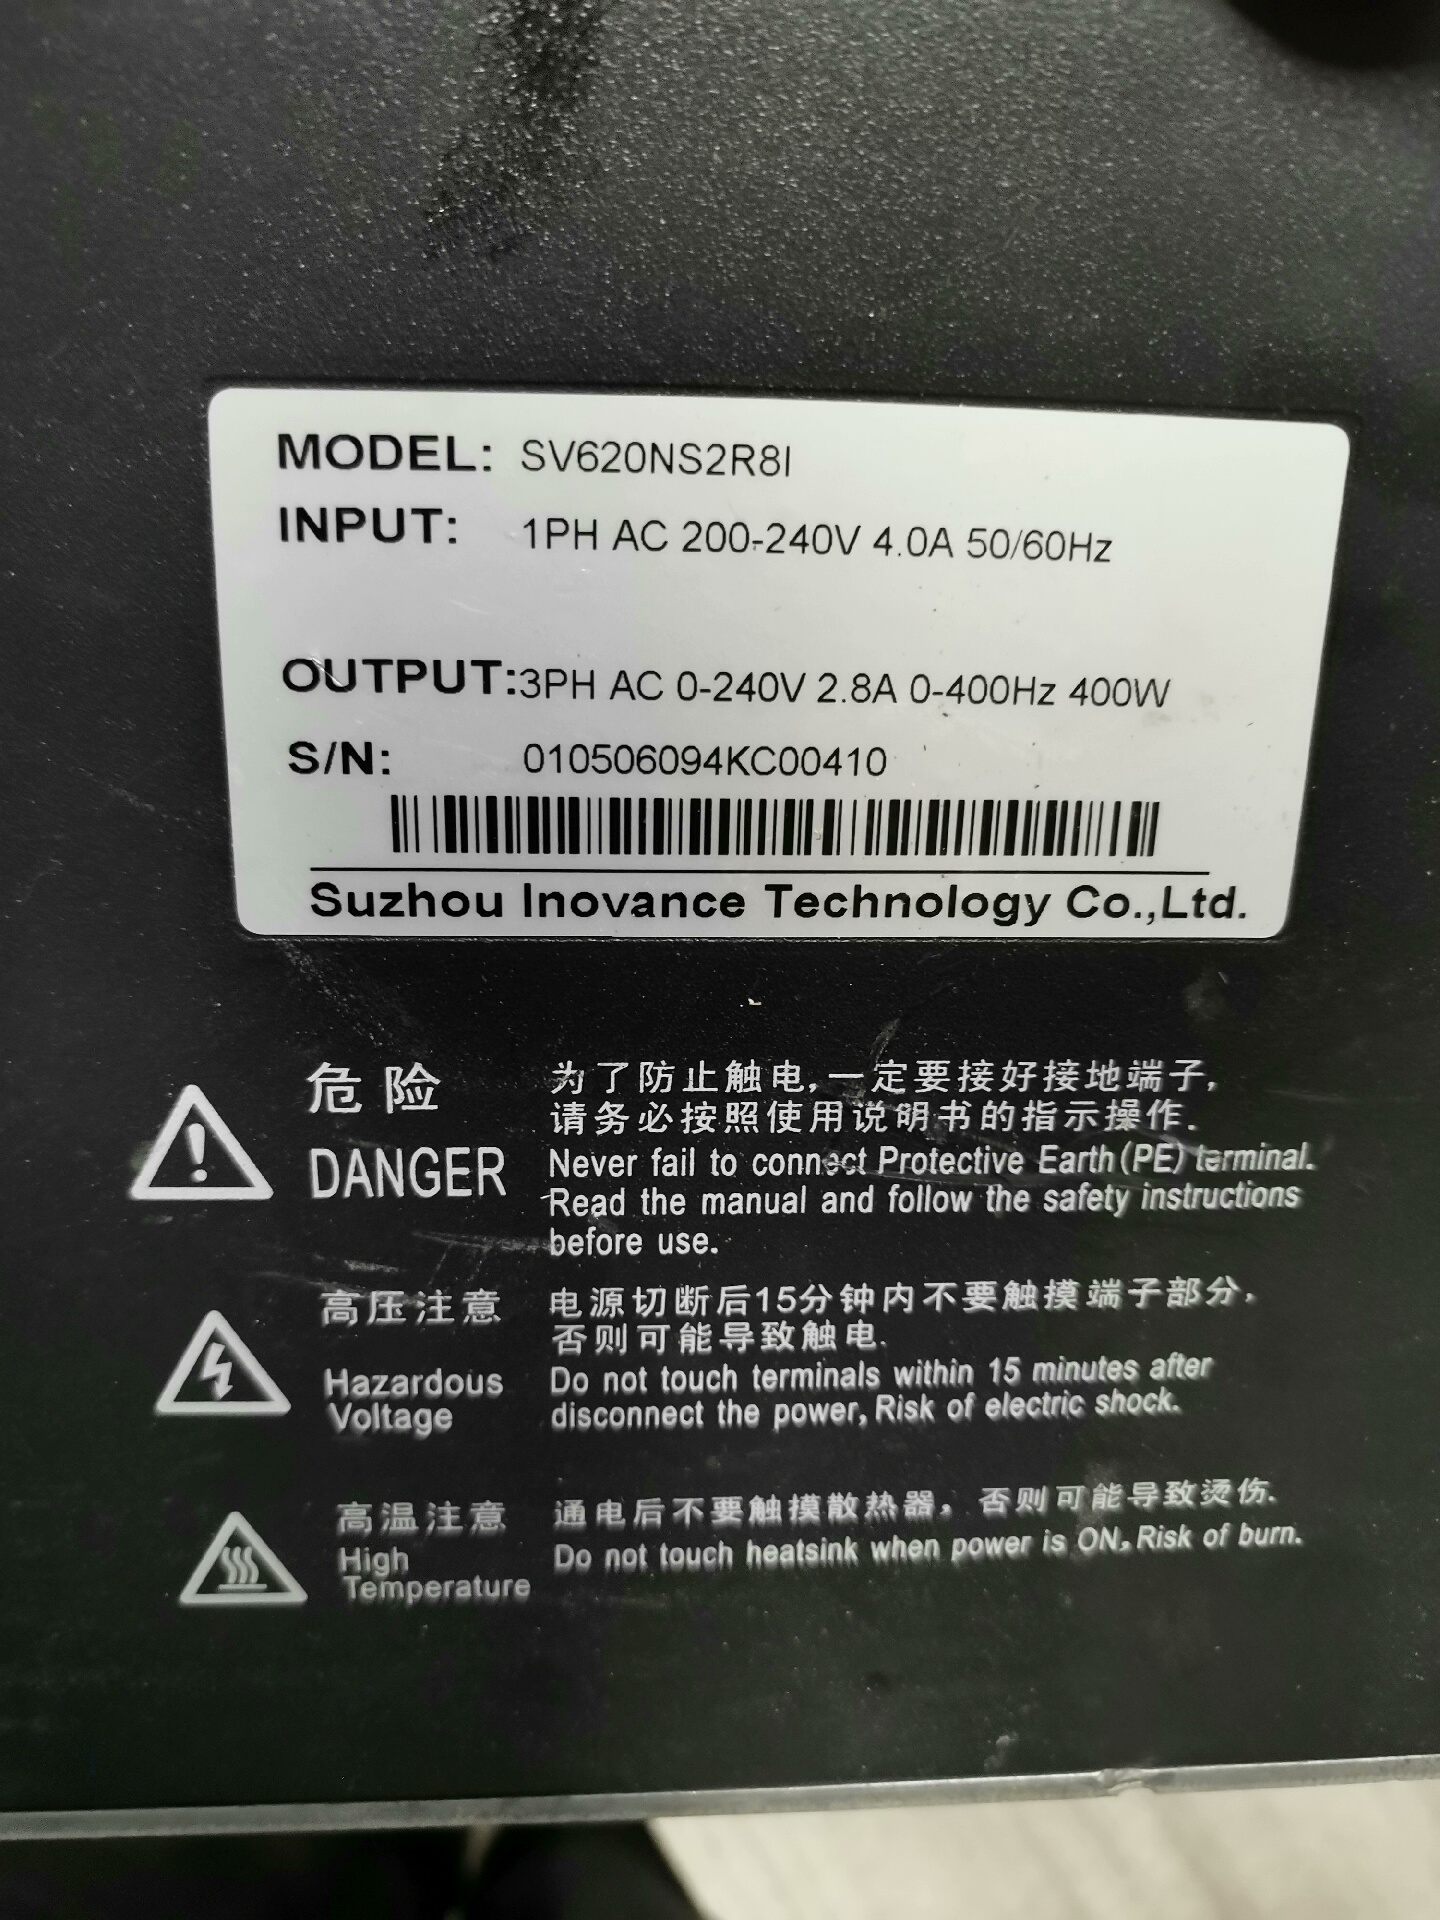 MODEL: SV620NS2R8I
INPUT: 1PH AC 200-240V 4.0A 50/60Hz
OUTPUT:3PH AC 0-240V 2.8A 0-400Hz 400W
S/N: 010506094KC00410
Suzhou Inovance Technology Co.,Ltd.
危险
DANGER
为了防止触电,一定要接好接地端子,
请务必按照使用说明书的指示操作.
Never fail to connect Protective Earth(PE) terminal.
Read the manual and follow the safety instructions
before use.
高压注意
Hazardous
Voltage
电源切断后15分钟内不要触摸端子部分,
否则可能导致触电.
Do not touch terminals within 15 minutes after
disconnect the power, Risk of electric shock.
高温注意
High
Temperature
通电后不要触摸散热器，否则可能导致烫伤.
Do not touch heatsink when power is ON, Risk of burn.